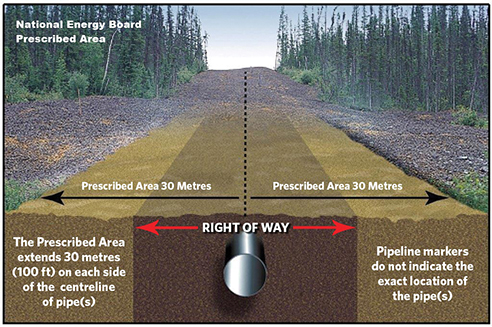 National Energy Board
Prescribed Area
Prescribed Area 30 Metres
Prescribed Area 30 Metres
RIGHT OF WAY
The Prescribed Area
extends 30 metres
(100 ft) on each side
of the centreline
of pipe(s)
Pipeline markers
do not indicate the
exact location of
the pipe(s)